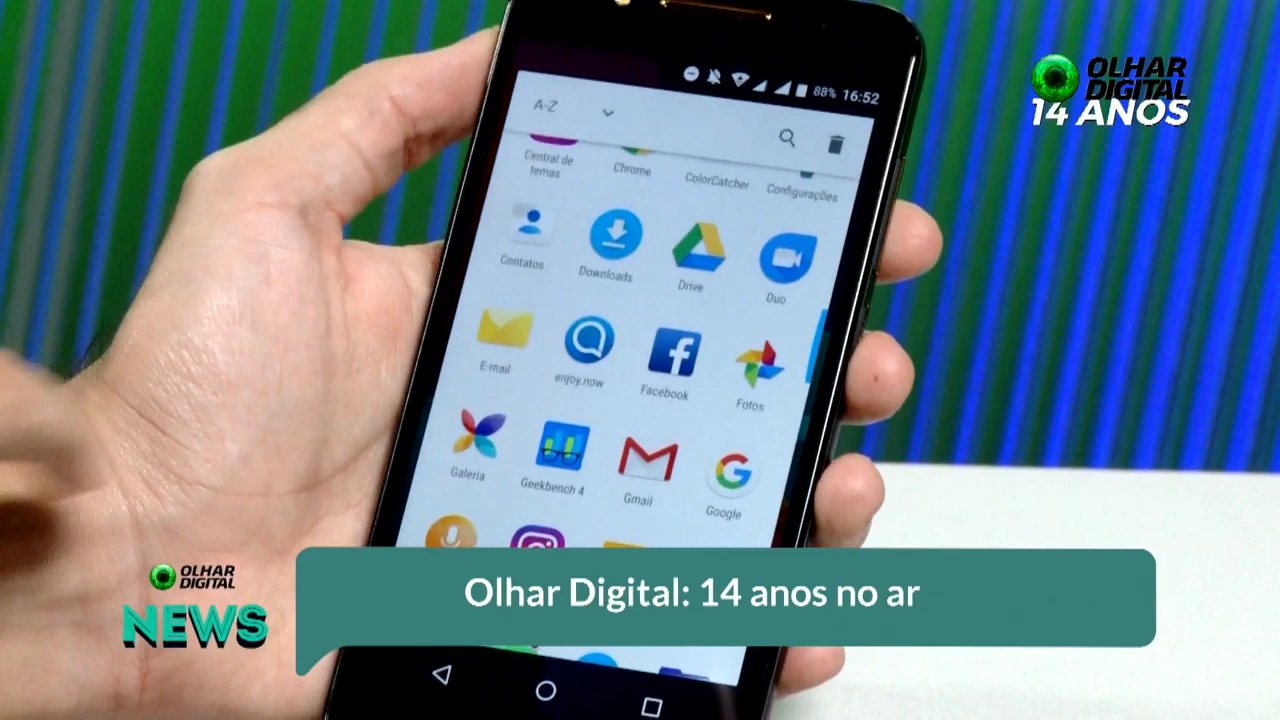 88% 16:52
OLHAR
DIGITAL
14 ANOS
A-Z
Central de
temas
Chrome
ColorCatcher
Configurações
Contatos
Downloads
Drive
Duo
E-mail
enjoy.now
Facebook
Fotos
Galeria
Geekbench 4
Gmail
Google
OLHAR
DIGITAL
NEWS
Olhar Digital: 14 anos no ar